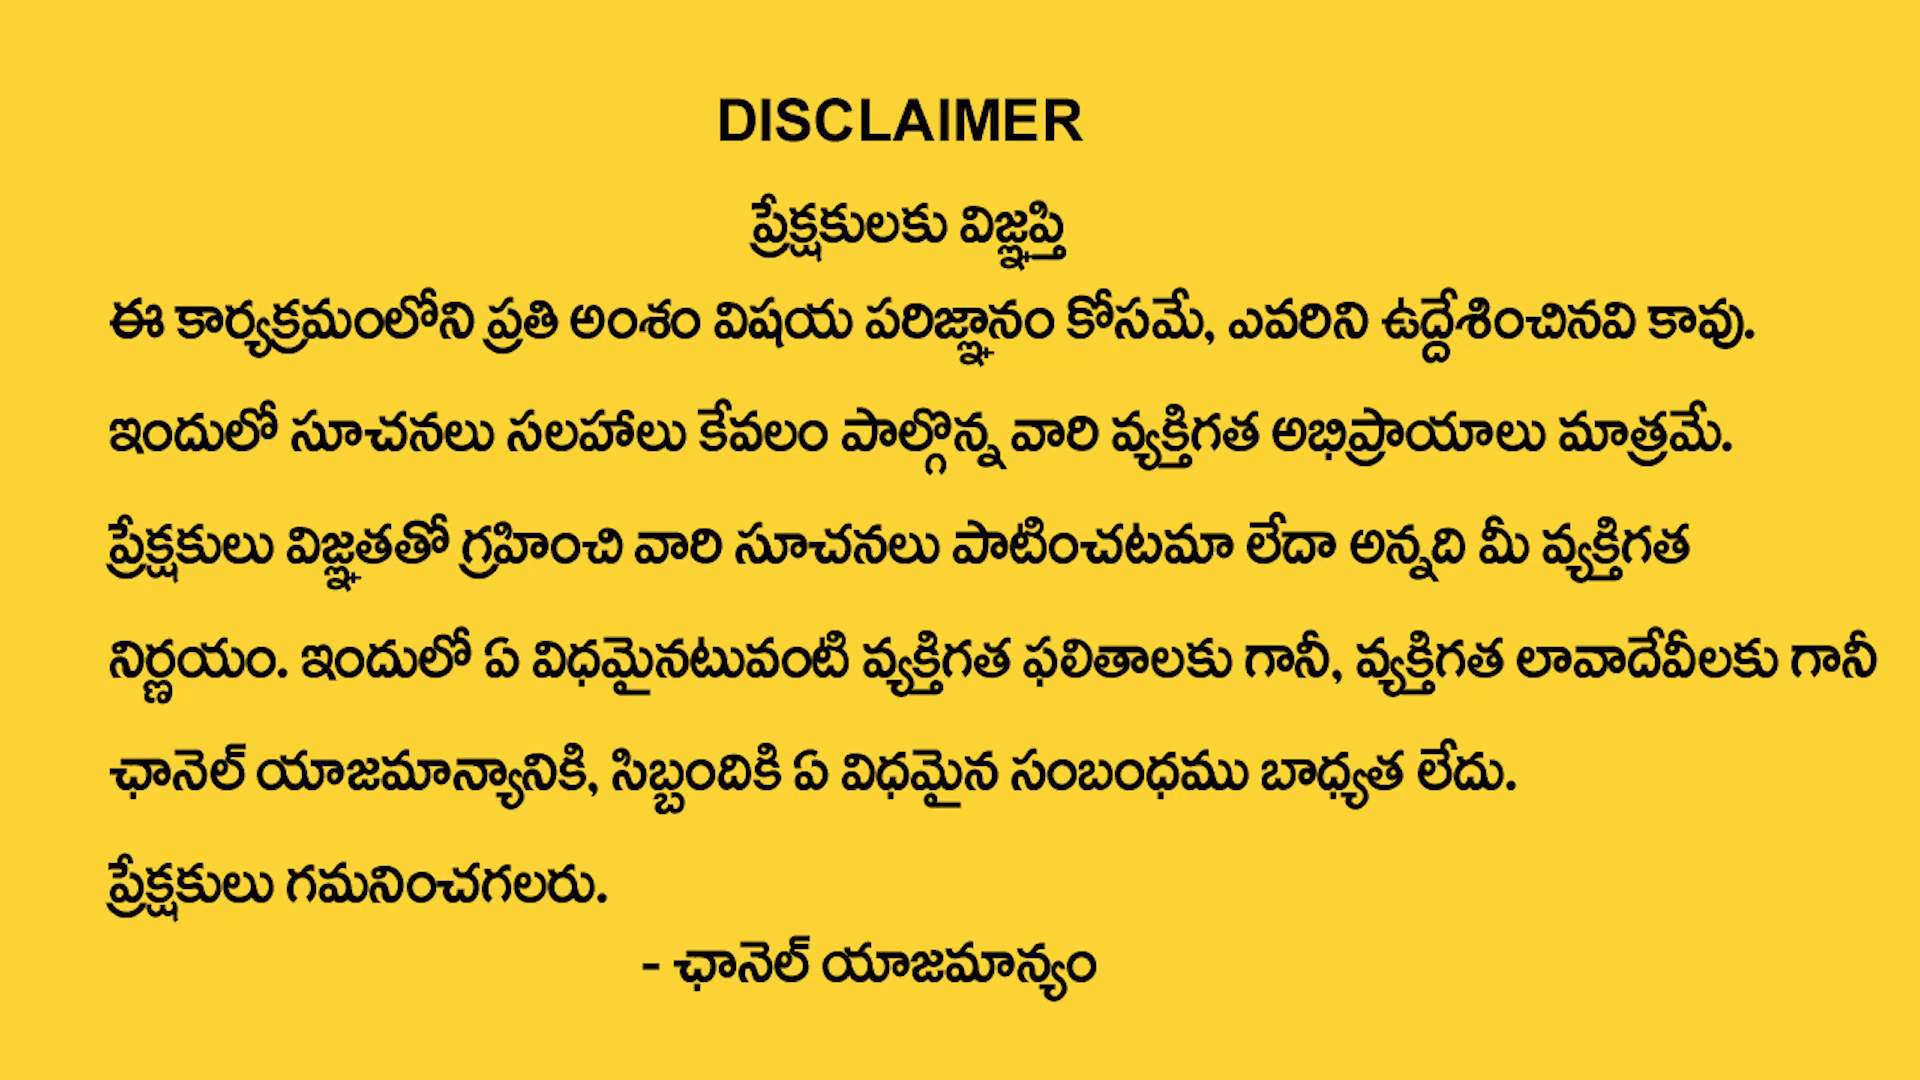 DISCLAIMER
ప్రేక్షకులకు విజ్ఞప్తి
ఈ కార్యక్రమంలోని ప్రతి అంశం విషయ పరిజ్ఞానం కోసమే, ఎవరిని ఉద్దేశించినవి కావు.
ఇందులో సూచనలు సలహాలు కేవలం పాల్గొన్న వారి వ్యక్తిగత అభిప్రాయాలు మాత్రమే.
ప్రేక్షకులు విజ్ఞతతో గ్రహించి వారి సూచనలు పాటించటమా లేదా అన్నది మీ వ్యక్తిగత
నిర్ణయం. ఇందులో ఏ విధమైనటువంటి వ్యక్తిగత ఫలితాలకు గానీ, వ్యక్తిగత లావాదేవీలకు గానీ
ఛానెల్ యాజమాన్యానికి, సిబ్బందికి ఏ విధమైన సంబంధము బాధ్యత లేదు.
ప్రేక్షకులు గమనించగలరు.
- ఛానెల్ యాజమాన్యం